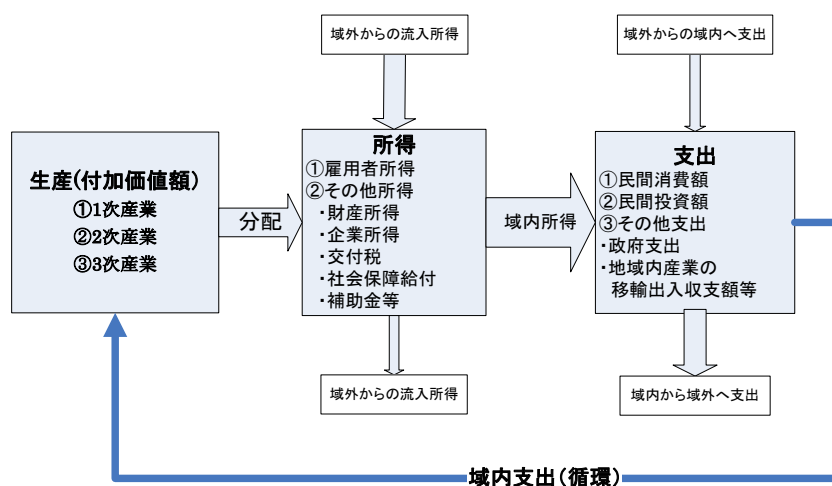 域外からの流入所得
域外からの域内へ支出
生産(付加価値額)
①1次産業
②2次産業
③3次産業
分配
所得
①雇用者所得
②その他所得
・財産所得
・企業所得
・交付税
・社会保障給付
・補助金等
域内所得
支出
①民間消費額
②民間投資額
③その他支出
・政府支出
・地域内産業の
移輸出入収支額等
域外からの流入所得
域内から域外へ支出
域内支出(循環)